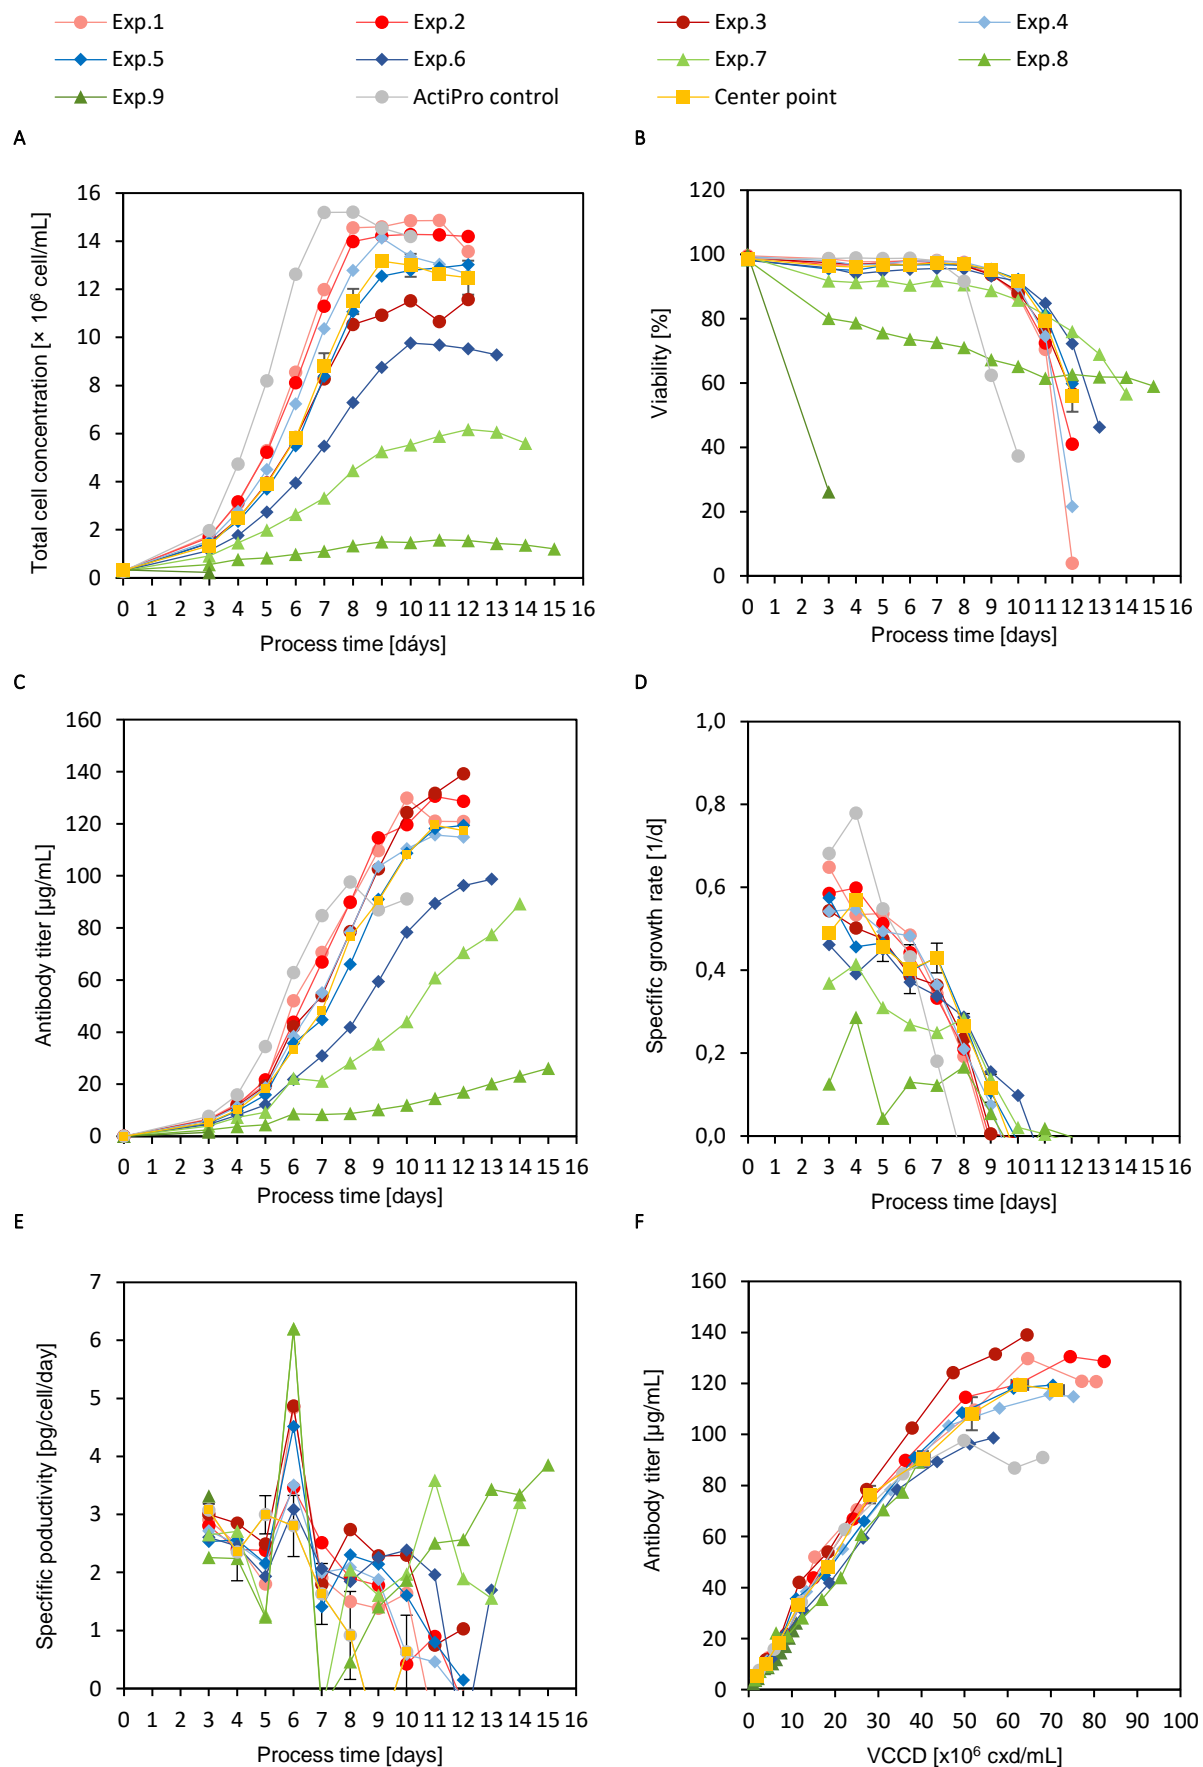 Exp.1 Exp.2 Exp.3 Exp.4
Exp.5 Exp.6 Exp.7 Exp.8
Exp.9 ActiPro control Center point
A
Total cell concentration [× 10⁶ cell/mL]
16
14
12
10
8
6
4
2
0
0 1 2 3 4 5 6 7 8 9 10 11 12 13 14 15 16
Process time [dáys]
B
Viability [%]
120
100
80
60
40
20
0
0 1 2 3 4 5 6 7 8 9 10 11 12 13 14 15 16
Process time [days]
C
Antibody titer [µg/mL]
160
140
120
100
80
60
40
20
0
0 1 2 3 4 5 6 7 8 9 10 11 12 13 14 15 16
Process time [days]
D
Specfifc growth rate [1/d]
1,0
0,8
0,6
0,4
0,2
0,0
0 1 2 3 4 5 6 7 8 9 10 11 12 13 14 15 16
Process time [days]
E
Speciffic poductivity [pg/cell/day]
7
6
5
4
3
2
1
0
0 1 2 3 4 5 6 7 8 9 10 11 12 13 14 15 16
Process time [days]
F
Antibody titer [µg/mL]
160
140
120
100
80
60
40
20
0
0 10 20 30 40 50 60 70 80 90 100
VCCD [x10⁶ cxd/mL]